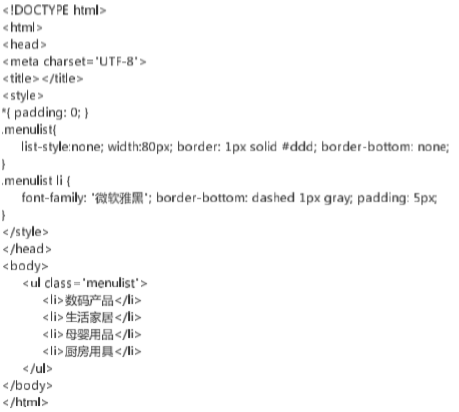 <!DOCTYPE html>
<html>
<head>
<meta charset='UTF-8'>
<title></title>
<style>
*{ padding: 0; }
.menulist{
list-style:none; width:80px; border: 1px solid #ddd; border-bottom: none;
}
.menulist li {
font-family: '微软雅黑'; border-bottom: dashed 1px gray; padding: 5px;
}
</style>
</head>
<body>
<ul class='menulist'>
<li>数码产品</li>
<li>生活家居</li>
<li>母婴用品</li>
<li>厨房用具</li>
</ul>
</body>
</html>